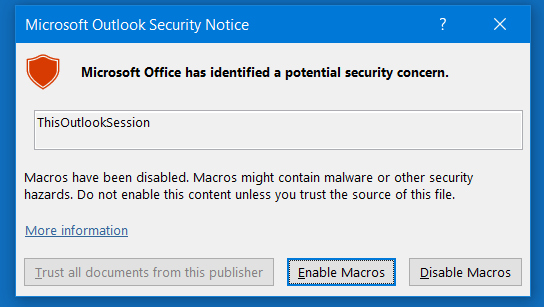 Microsoft Outlook Security Notice ?
Microsoft Office has identified a potential security concern.
ThisOutlookSession
Macros have been disabled. Macros might contain malware or other security
hazards. Do not enable this content unless you trust the source of this file.
More information
Trust all documents from this publisher Enable Macros Disable Macros